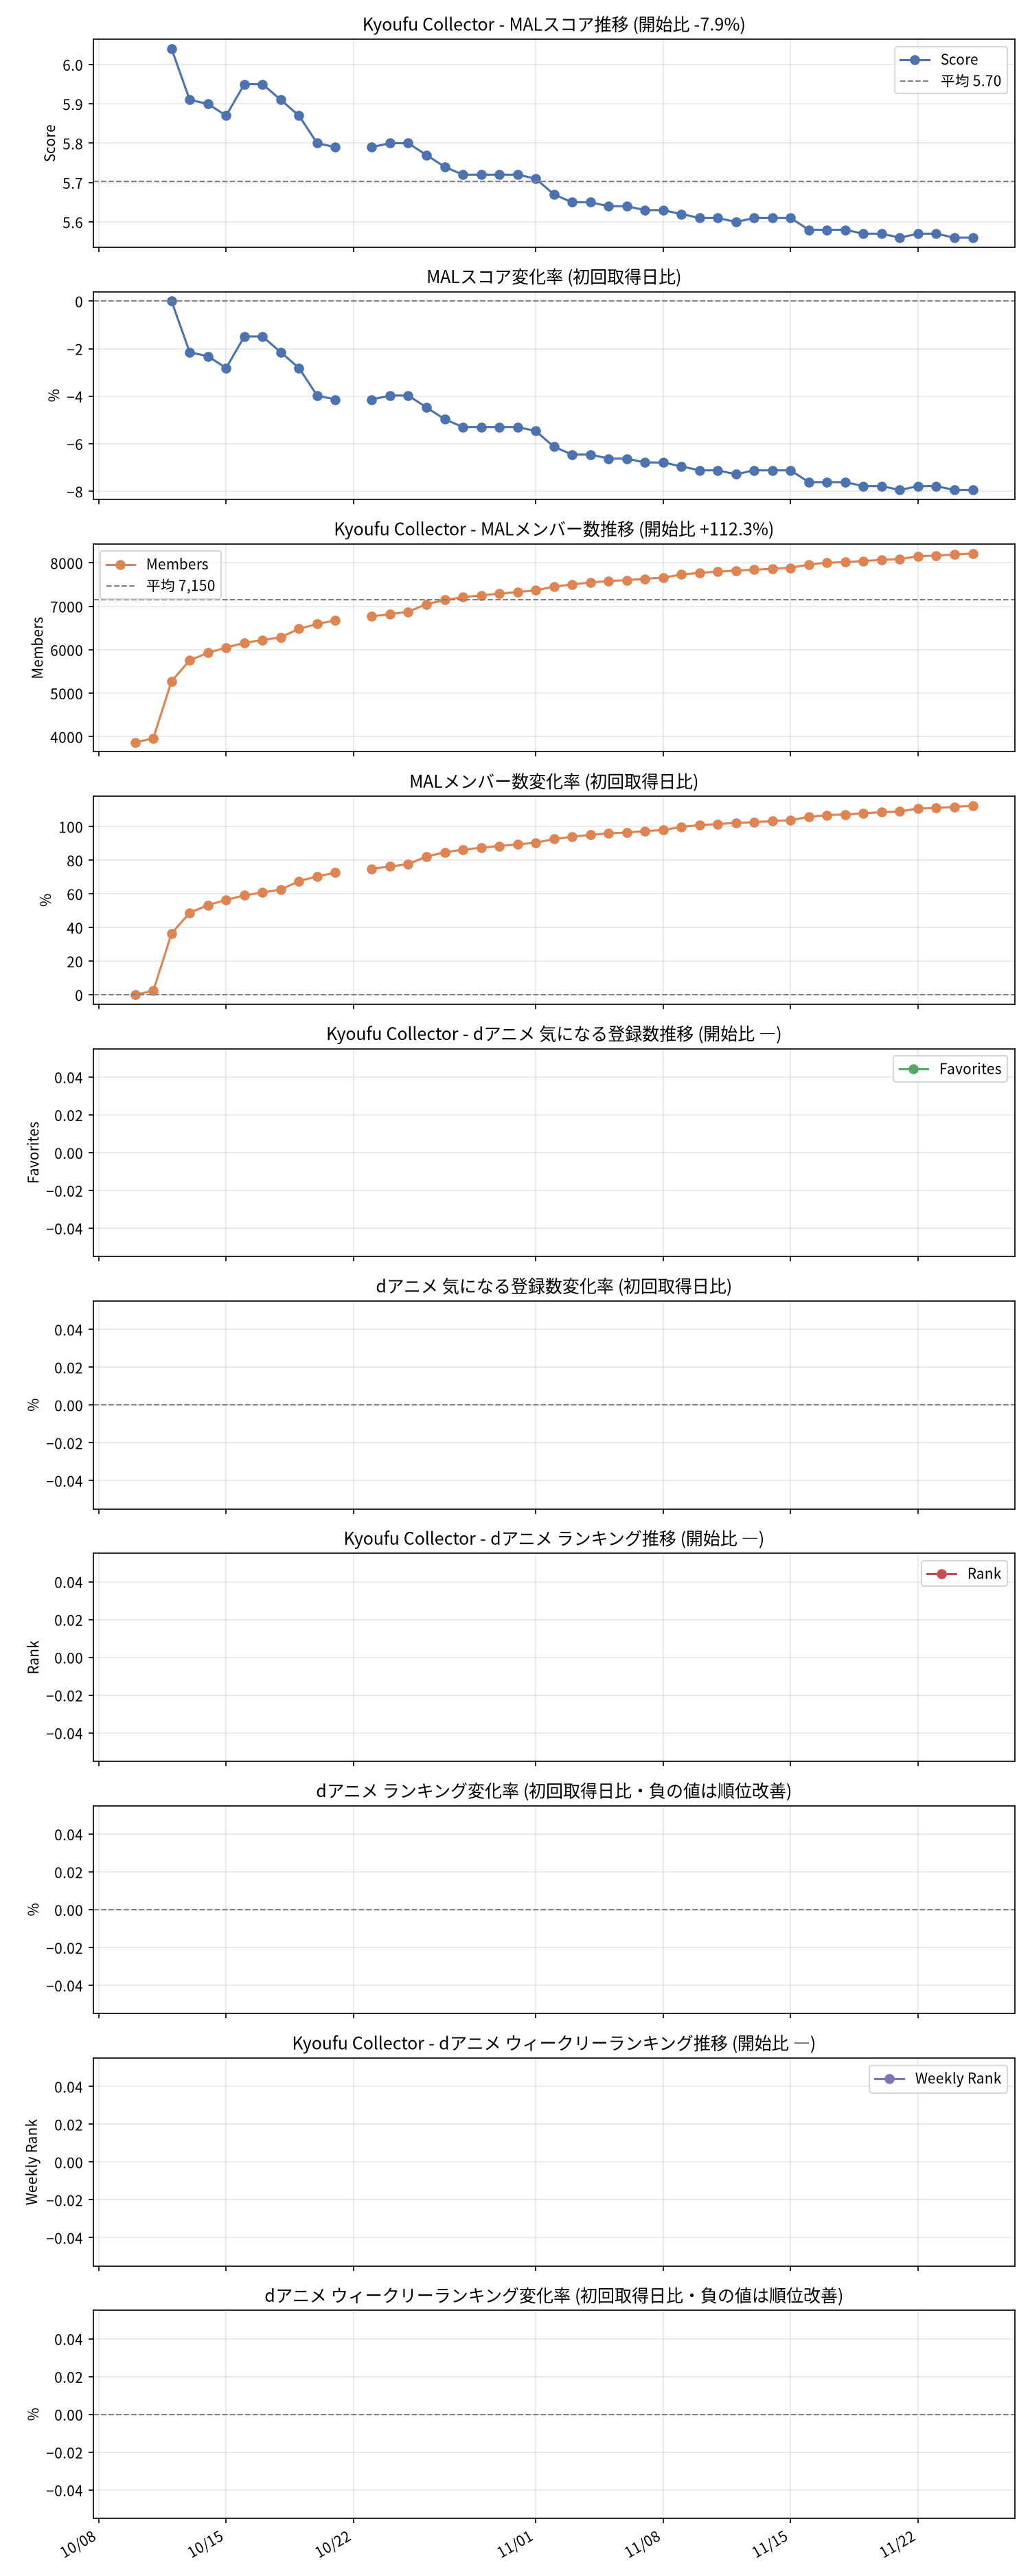 Kyoufu Collector - MALスコア推移 (開始比 -7.9%)
Score
平均 5.70
6.0
5.9
5.8
5.7
5.6
Score
MALスコア変化率 (初回取得日比)
0
−2
−4
−6
−8
%
Kyoufu Collector - MALメンバー数推移 (開始比 +112.3%)
Members
平均 7,150
8000
7000
6000
5000
4000
Members
MALメンバー数変化率 (初回取得日比)
100
80
60
40
20
0
%
Kyoufu Collector - dアニメ 気になる登録数推移 (開始比 —)
Favorites
0.04
0.02
0.00
−0.02
−0.04
Favorites
dアニメ 気になる登録数変化率 (初回取得日比)
0.04
0.02
0.00
−0.02
−0.04
%
Kyoufu Collector - dアニメ ランキング推移 (開始比 —)
Rank
0.04
0.02
0.00
−0.02
−0.04
Rank
dアニメ ランキング変化率 (初回取得日比・負の値は順位改善)
0.04
0.02
0.00
−0.02
−0.04
%
Kyoufu Collector - dアニメ ウィークリーランキング推移 (開始比 —)
Weekly Rank
0.04
0.02
0.00
−0.02
−0.04
Weekly Rank
dアニメ ウィークリーランキング変化率 (初回取得日比・負の値は順位改善)
0.04
0.02
0.00
−0.02
−0.04
%
10/08
10/15
10/22
11/01
11/08
11/15
11/22